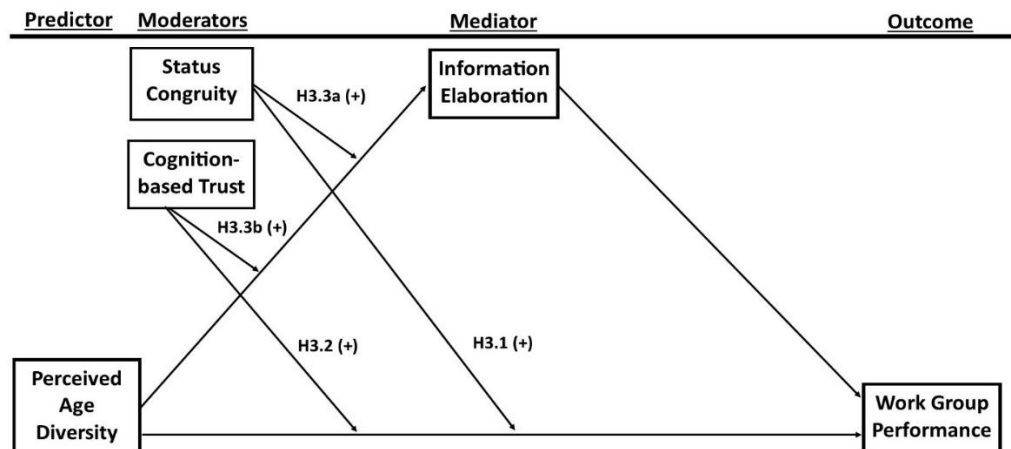 Predictor Moderators Mediator Outcome
Status
Congruity
Information
Elaboration
H3.3a (+)
Cognition-
based Trust
H3.3b (+)
H3.2 (+)
H3.1 (+)
Perceived
Age
Diversity
Work Group
Performance